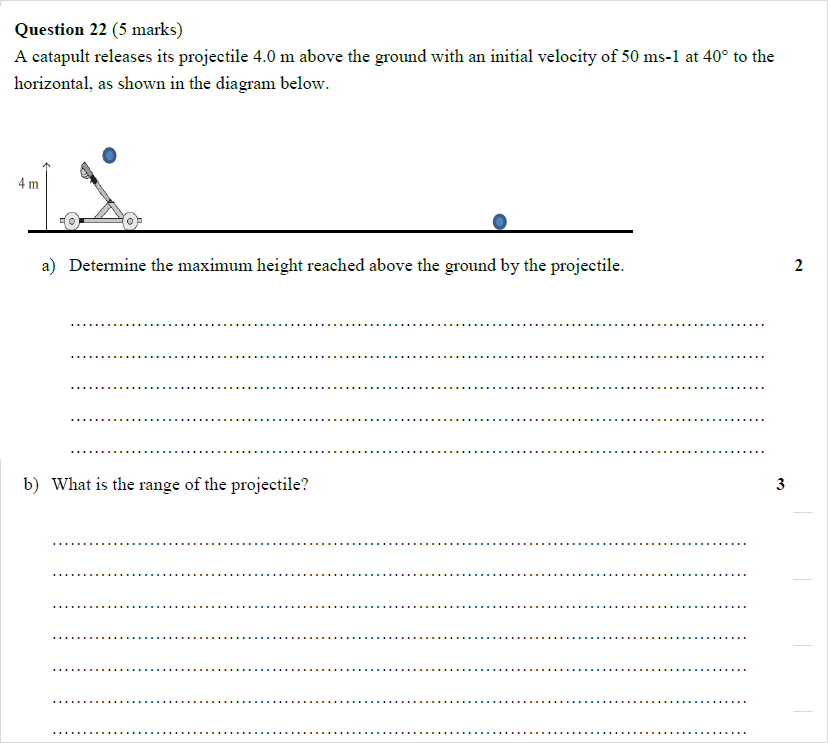 Question 22 (5 marks)
A catapult releases its projectile 4.0 m above the ground with an initial velocity of 50 ms-1 at 40° to the
horizontal, as shown in the diagram below.
4 m
a) Determine the maximum height reached above the ground by the projectile. 2
b) What is the range of the projectile? 3